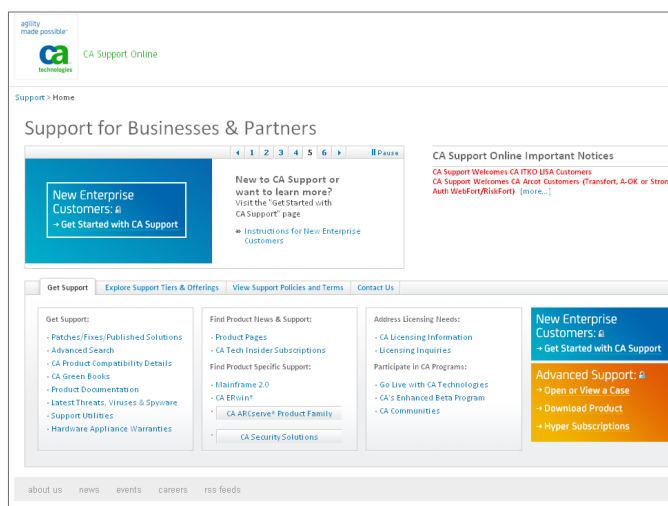 agility
made possible™
ca
technologies
CA Support Online
Support > Home
Support for Businesses & Partners
1 2 3 4 5 6 Pause
New Enterprise
Customers:
→ Get Started with CA Support
New to CA Support or
want to learn more?
Visit the "Get Started with
CA Support" page
Instructions for New Enterprise
Customers
CA Support Online Important Notices
CA Support Welcomes CA ITKO LISA Customers
CA Support Welcomes CA Arcot Customers (Transfort, A-OK or Stron
Auth WebFort/RiskFort) [more...]
Get Support Explore Support Tiers & Offerings View Support Policies and Terms Contact Us
Get Support:
- Patches/Fixes/Published Solutions
- Advanced Search
- CA Product Compatibility Details
- CA Green Books
- Product Documentation
- Latest Threats, Viruses & Spyware
- Support Utilities
- Hardware Appliance Warranties
Find Product News & Support:
- Product Pages
- CA Tech Insider Subscriptions
Find Product Specific Support:
- Mainframe 2.0
- CA ERwin®
- CA ARCserve® Product Family
- CA Security Solutions
Address Licensing Needs:
- CA Licensing Information
- Licensing Inquiries
Participate in CA Programs:
- Go Live with CA Technologies
- CA's Enhanced Beta Program
- CA Communities
New Enterprise
Customers:
→ Get Started with CA Support
Advanced Support:
→ Open or View a Case
→ Download Product
→ Hyper Subscriptions
about us news events careers rss feeds